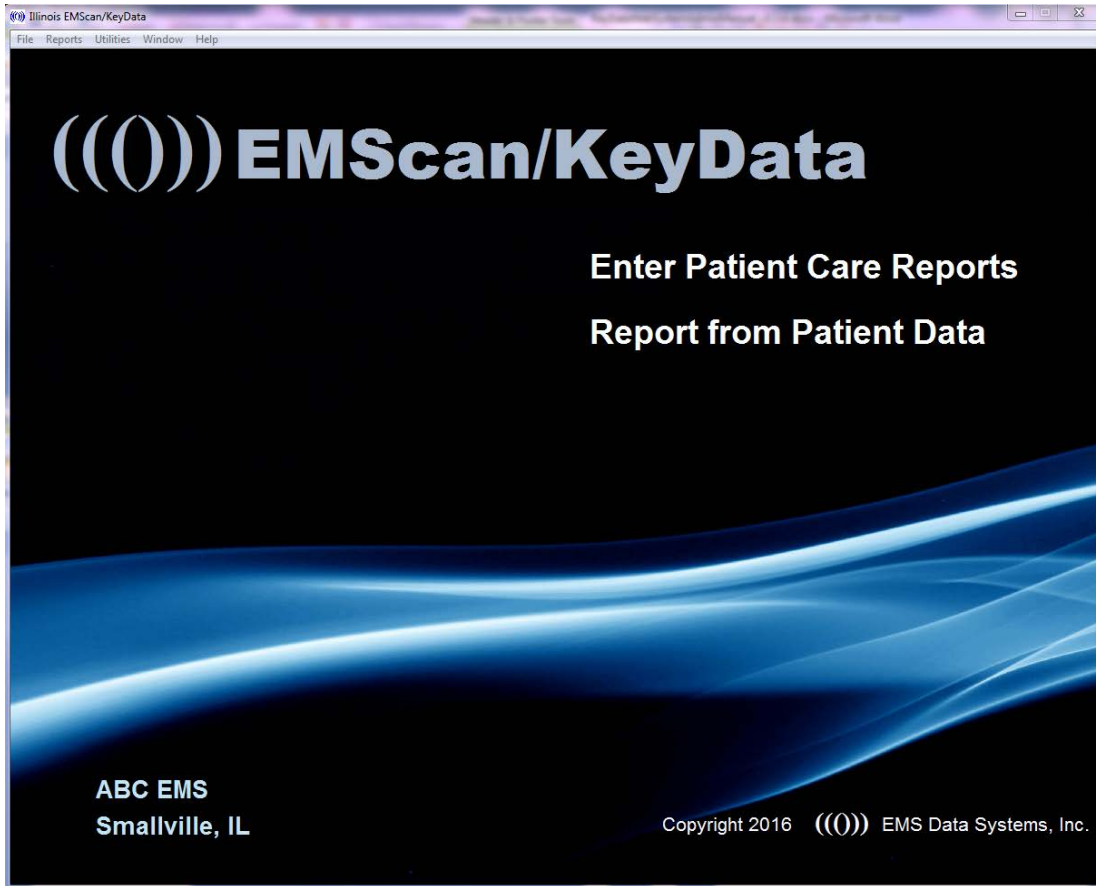 Illinois EMScan/KeyData
File Reports Utilities Window Help
((())) EMScan/KeyData
Enter Patient Care Reports
Report from Patient Data
ABC EMS
Smallville, IL
Copyright 2016 ((())) EMS Data Systems, Inc.